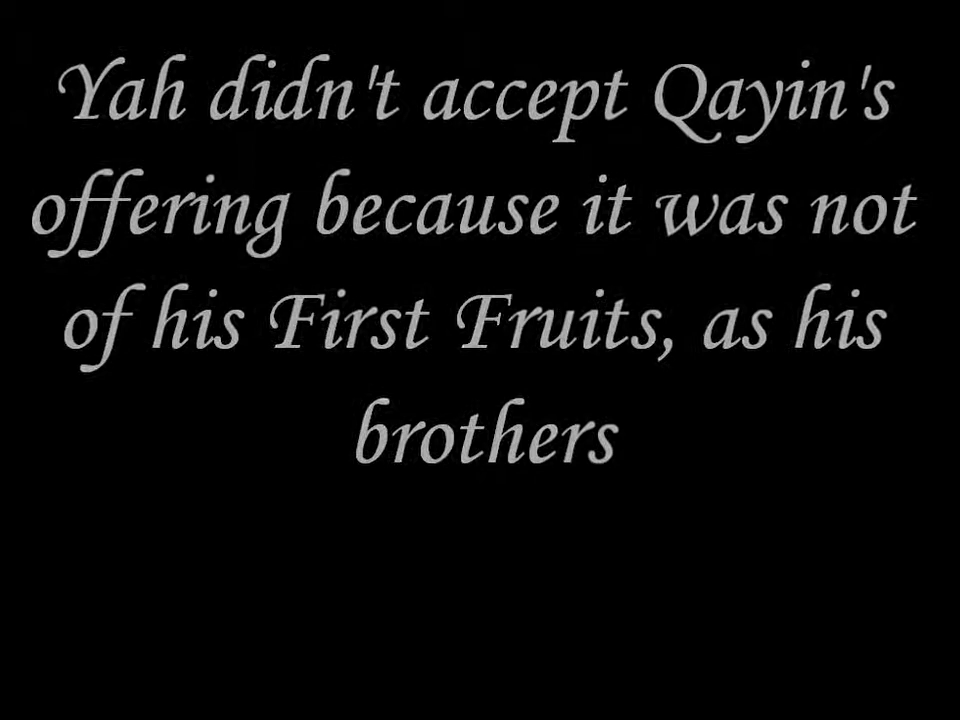 Yah didn't accept Qayin's
offering because it was not
of his First Fruits, as his
brothers